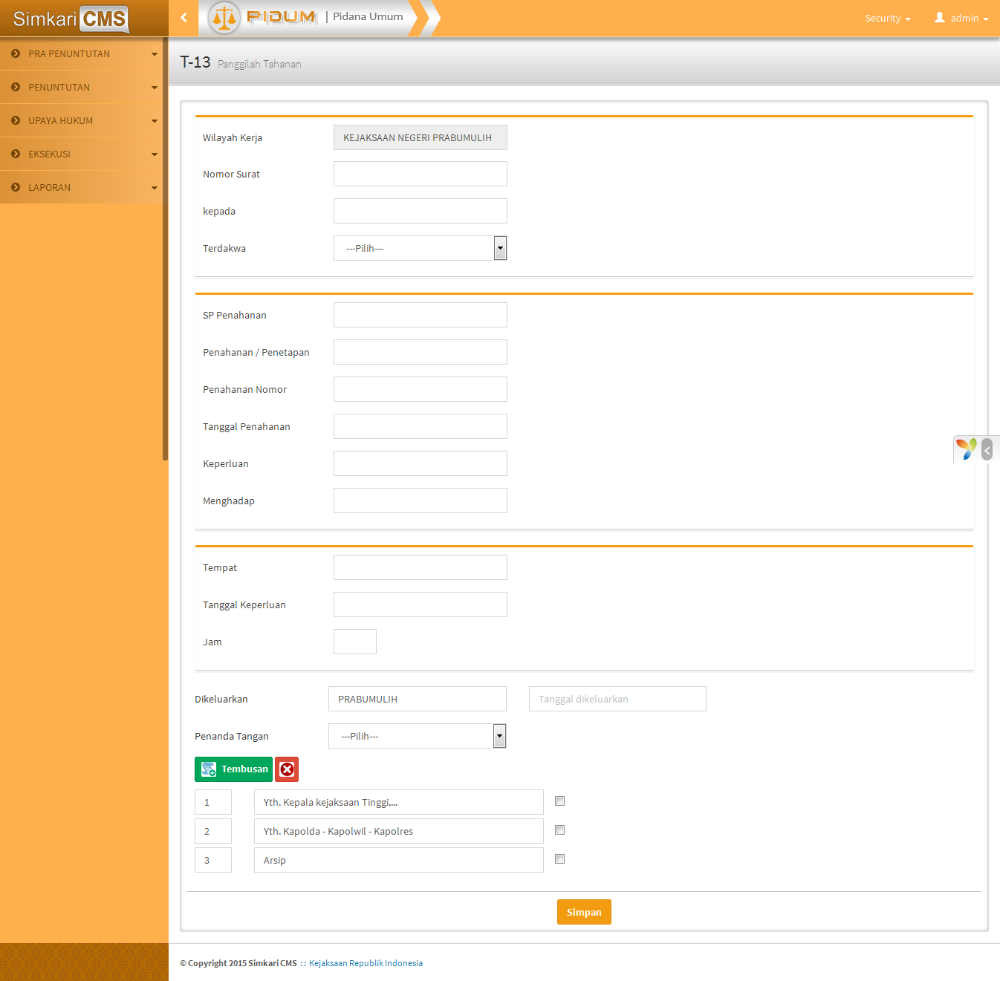 Simkari CMS
PIDUM | Pidana Umum
Security
admin
PRA PENUNTUTAN
PENUNTUTAN
UPAYA HUKUM
EKSEKUSI
LAPORAN
T-13 Panggilah Tahanan
Wilayah Kerja KEJAKSAAN NEGERI PRABUMULIH
Nomor Surat
kepada
Terdakwa ---Pilih---
SP Penahanan
Penahanan / Penetapan
Penahanan Nomor
Tanggal Penahanan
Keperluan
Menghadap
Tempat
Tanggal Keperluan
Jam
Dikeluarkan PRABUMULIH Tanggal dikeluarkan
Penanda Tangan ---Pilih---
Tembusan
1 Yth. Kepala kejaksaan Tinggi....
2 Yth. Kapolda - Kapolwil - Kapolres
3 Arsip
Simpan
© Copyright 2015 Simkari CMS :: Kejaksaan Republik Indonesia